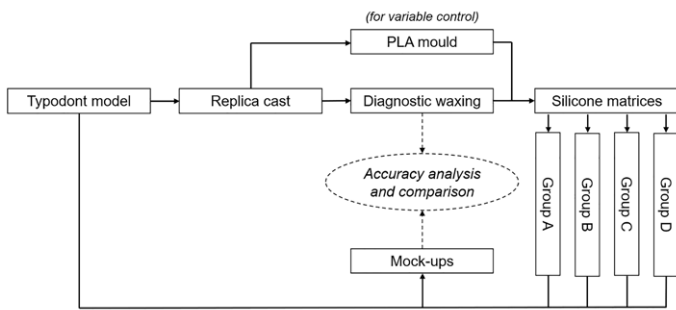 (for variable control)
PLA mould
Typodont model
Replica cast
Diagnostic waxing
Silicone matrices
Accuracy analysis
and comparison
Group A
Group B
Group C
Group D
Mock-ups